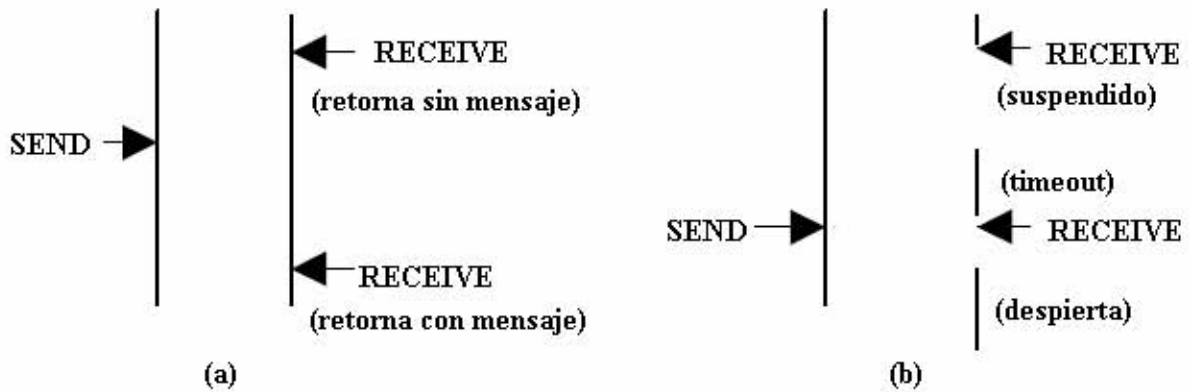 RECEIVE
(retorna sin mensaje)
SEND
RECEIVE
(retorna con mensaje)
(a)
RECEIVE
(suspendido)
(timeout)
SEND
RECEIVE
(despierta)
(b)